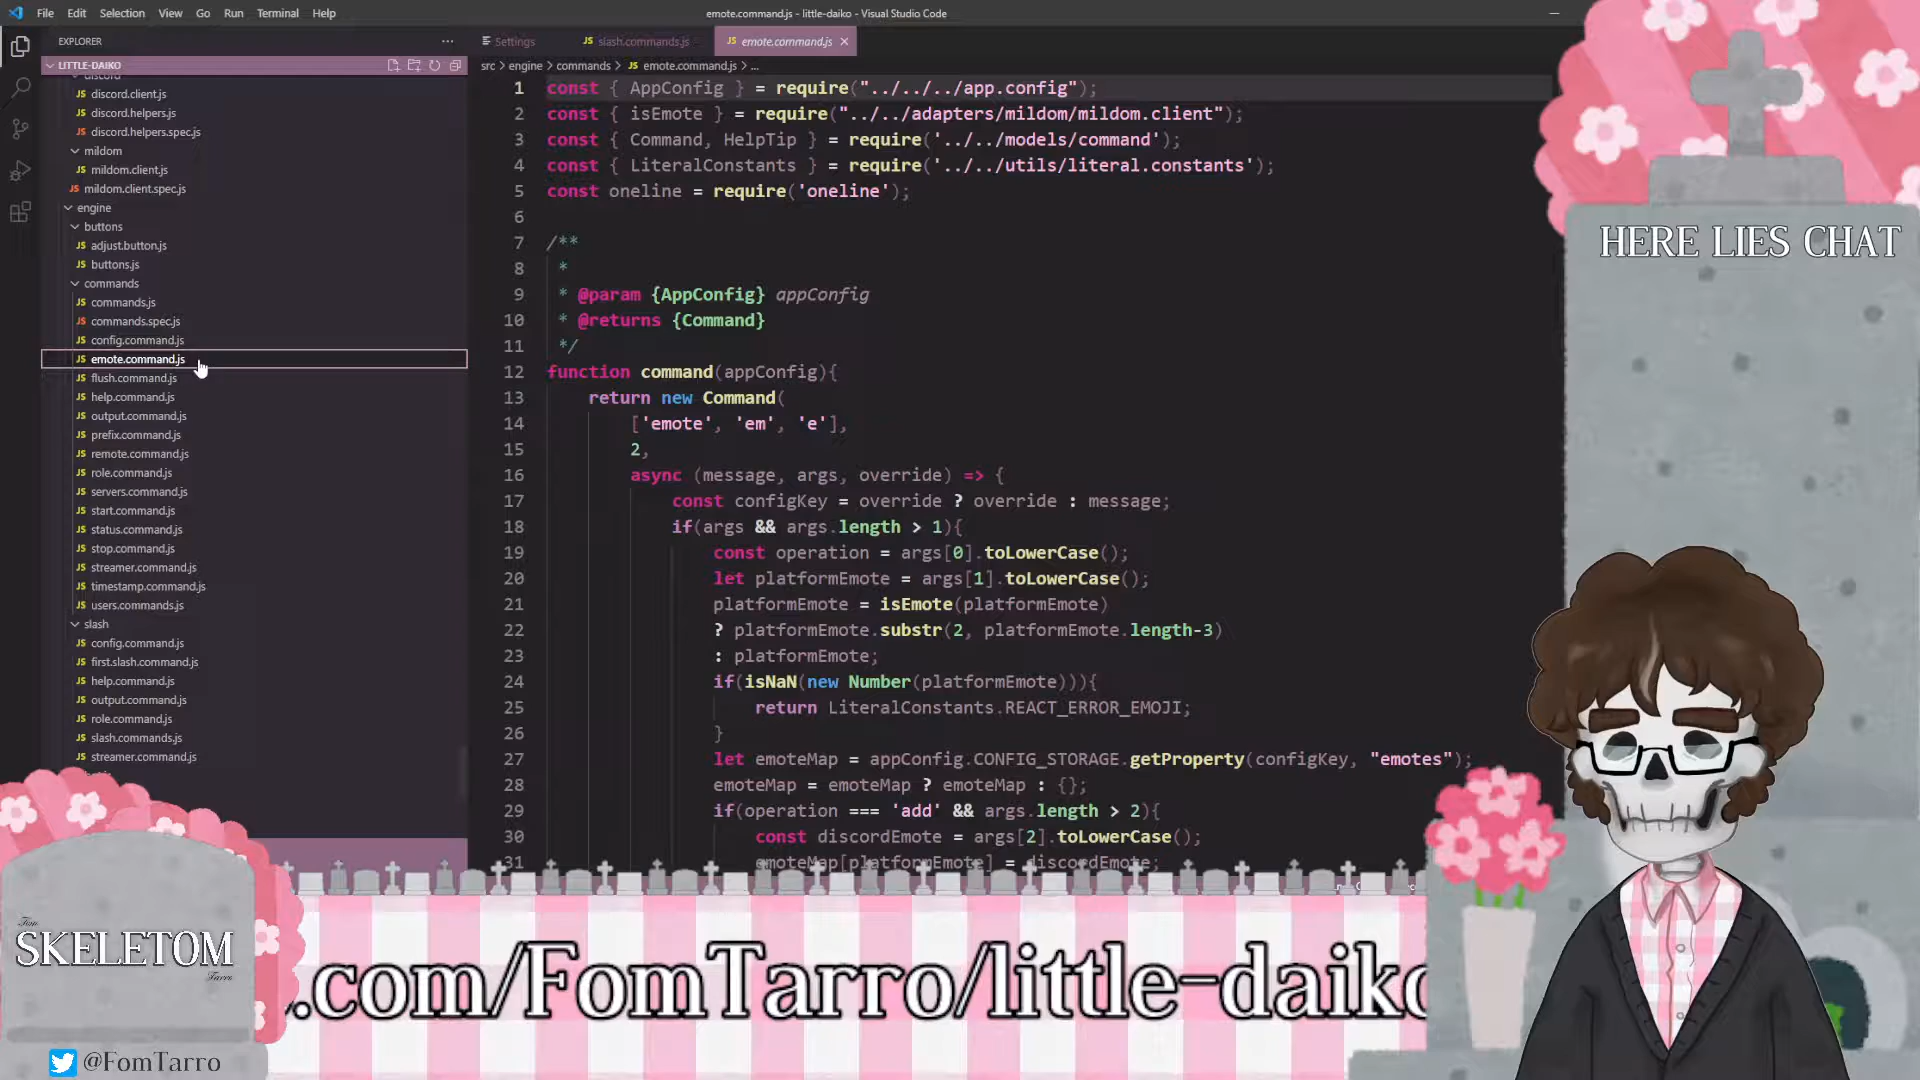 File Edit Selection View Go Run Terminal Help
emote.command.js - little-daiko - Visual Studio Code
EXPLORER
LITTLE-DAIKO
discord
discord.client.js
discord.helpers.js
discord.helpers.spec.js
mildom
mildom.client.js
mildom.client.spec.js
engine
buttons
adjust.button.js
buttons.js
commands
commands.js
commands.spec.js
config.command.js
emote.command.js
flush.command.js
help.command.js
output.command.js
prefix.command.js
remote.command.js
role.command.js
servers.command.js
start.command.js
status.command.js
stop.command.js
streamer.command.js
timestamp.command.js
users.commands.js
slash
config.command.js
first.slash.command.js
help.command.js
output.command.js
role.command.js
slash.commands.js
streamer.command.js
Settings
JS slash.commands.js
JS emote.command.js
src > engine > commands > JS emote.command.js > ...
1 const { AppConfig } = require("../../../app.config");
2 const { isEmote } = require("../../adapters/mildom/mildom.client");
3 const { Command, HelpTip } = require('../../models/command');
4 const { LiteralConstants } = require('../../utils/literal.constants');
5 const oneline = require('oneline');
6
7 /**
8 *
9 * @param {AppConfig} appConfig
10 * @returns {Command}
11 */
12 function command(appConfig){
13 return new Command(
14 ['emote', 'em', 'e'],
15 2,
16 async (message, args, override) => {
17 const configKey = override ? override : message;
18 if(args && args.length > 1){
19 const operation = args[0].toLowerCase();
20 let platformEmote = args[1].toLowerCase();
21 platformEmote = isEmote(platformEmote)
22 ? platformEmote.substr(2, platformEmote.length-3)
23 : platformEmote;
24 if(isNaN(new Number(platformEmote))){
25 return LiteralConstants.REACT_ERROR_EMOJI;
26 }
27 let emoteMap = appConfig.CONFIG_STORAGE.getProperty(configKey, "emotes");
28 emoteMap = emoteMap ? emoteMap : {};
29 if(operation === 'add' && args.length > 2){
30 const discordEmote = args[2].toLowerCase();
31 emoteMap[platformEmote] = discordEmote;
HERE LIES CHAT
Fom
SKELETOM
Tarro
@FomTarro
.com/FomTarro/little-daiko